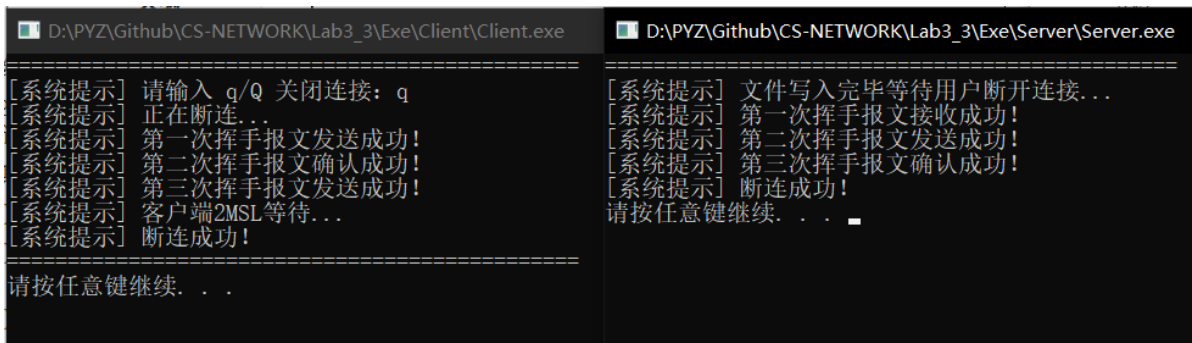 D:\PYZ\Github\CS-NETWORK\Lab3_3\Exe\Client\Client.exe
==================================================
[系统提示] 请输入 q/Q 关闭连接：q
[系统提示] 正在断连...
[系统提示] 第一次挥手报文发送成功！
[系统提示] 第二次挥手报文确认成功！
[系统提示] 第三次挥手报文发送成功！
[系统提示] 客户端2MSL等待...
[系统提示] 断连成功！
==================================================
请按任意键继续. . .
D:\PYZ\Github\CS-NETWORK\Lab3_3\Exe\Server\Server.exe
==================================================
[系统提示] 文件写入完毕等待用户断开连接...
[系统提示] 第一次挥手报文接收成功！
[系统提示] 第二次挥手报文发送成功！
[系统提示] 第三次挥手报文确认成功！
[系统提示] 断连成功！
请按任意键继续. . .